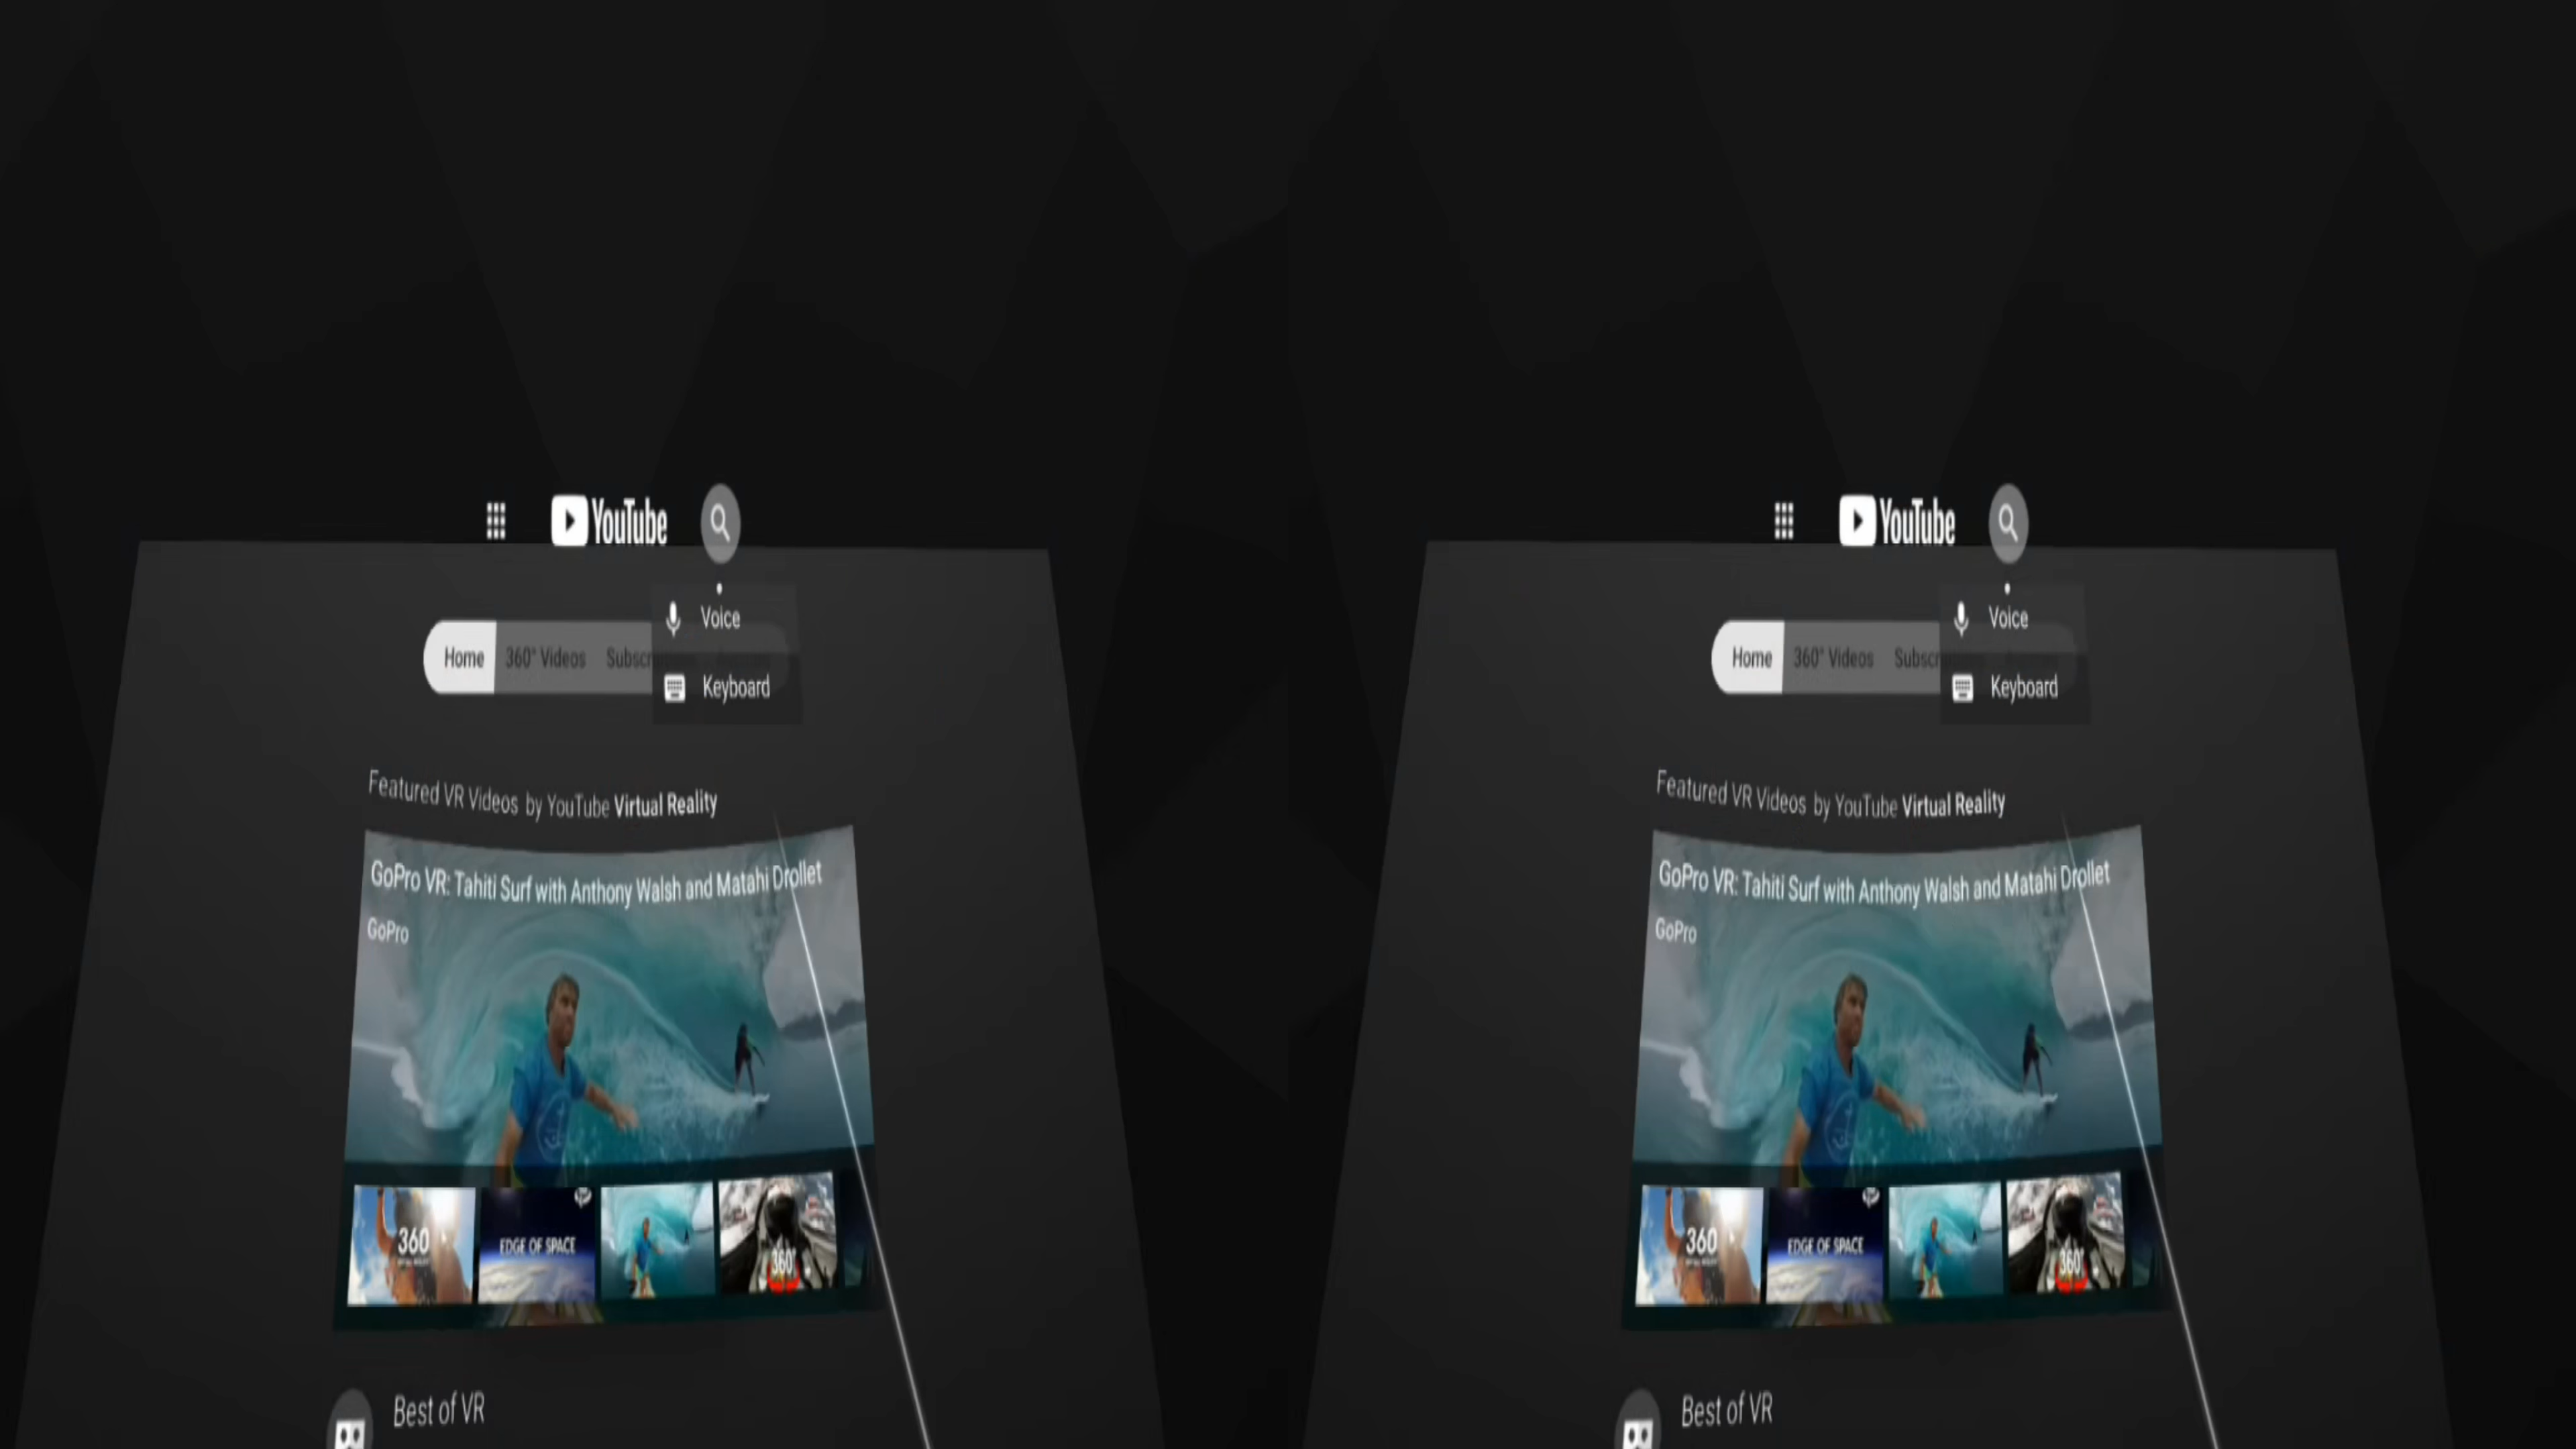 YouTube
Voice
Home 360° Videos
Keyboard
Featured VR Videos by YouTube Virtual Reality
GoPro VR: Tahiti Surf with Anthony Walsh and Matahi Drollet
GoPro
360
EDGE OF SPACE
360°
Best of VR
YouTube
Voice
Home 360° Videos
Keyboard
Featured VR Videos by YouTube Virtual Reality
GoPro VR: Tahiti Surf with Anthony Walsh and Matahi Drollet
GoPro
360
EDGE OF SPACE
360°
Best of VR